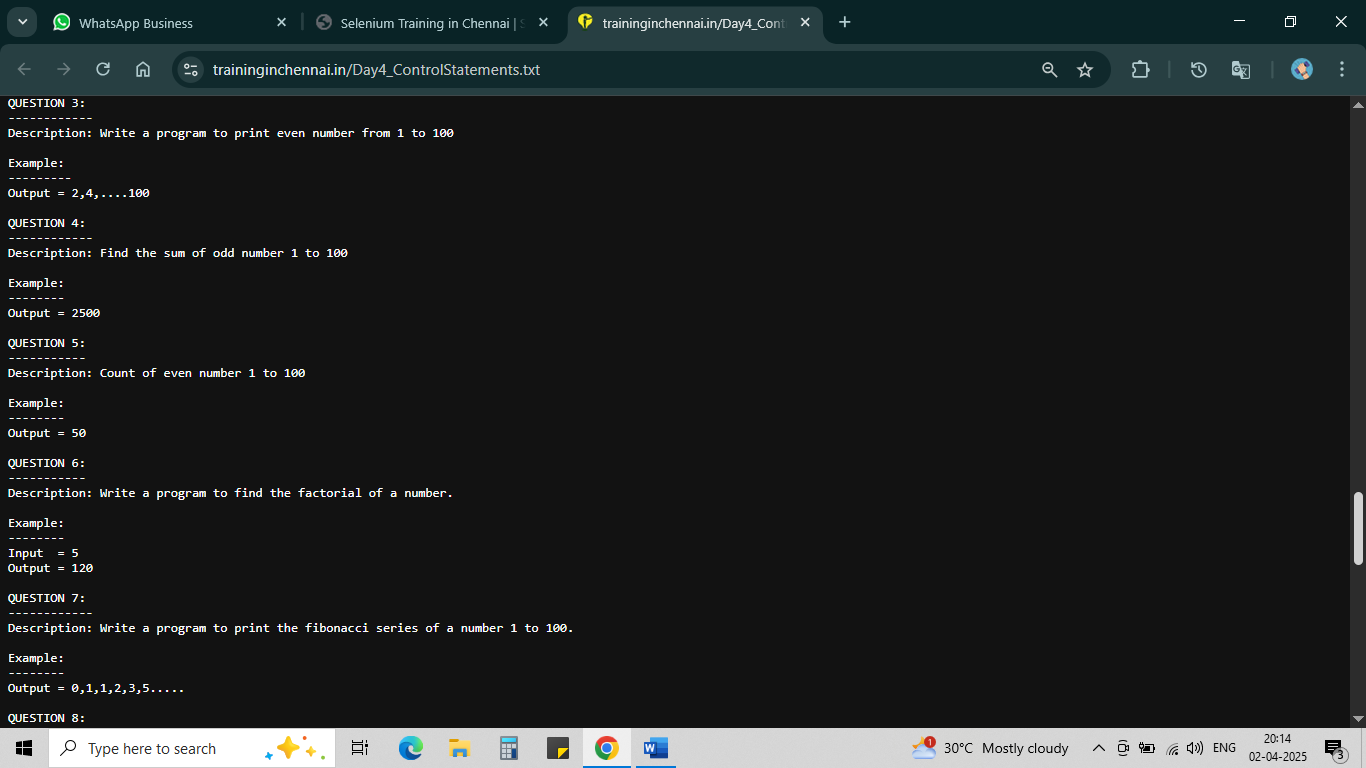 WhatsApp Business
Selenium Training in Chennai | S
traininginchennai.in/Day4_Cont
traininginchennai.in/Day4_ControlStatements.txt
QUESTION 3:
------------
Description: Write a program to print even number from 1 to 100
Example:
---------
Output = 2,4,....100
QUESTION 4:
------------
Description: Find the sum of odd number 1 to 100
Example:
--------
Output = 2500
QUESTION 5:
-----------
Description: Count of even number 1 to 100
Example:
--------
Output = 50
QUESTION 6:
-----------
Description: Write a program to find the factorial of a number.
Example:
--------
Input  = 5
Output = 120
QUESTION 7:
------------
Description: Write a program to print the fibonacci series of a number 1 to 100.
Example:
--------
Output = 0,1,1,2,3,5.....
QUESTION 8:
Type here to search
1
30°C Mostly cloudy
ENG
20:14
02-04-2025
3